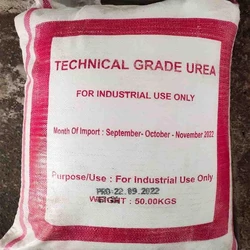 TECHNICAL GRADE UREA
FOR INDUSTRIAL USE ONLY
Month Of Import : September- October - November 2022
Purpose/Use : For Industrial Use Only
PRO:22.09.2022
WEIGHT : 50.00KGS